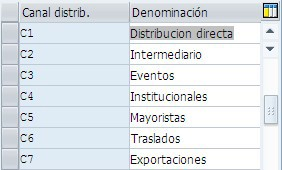 Canal distrib. Denominación
C1 Distribucion directa
C2 Intermediario
C3 Eventos
C4 Institucionales
C5 Mayoristas
C6 Traslados
C7 Exportaciones